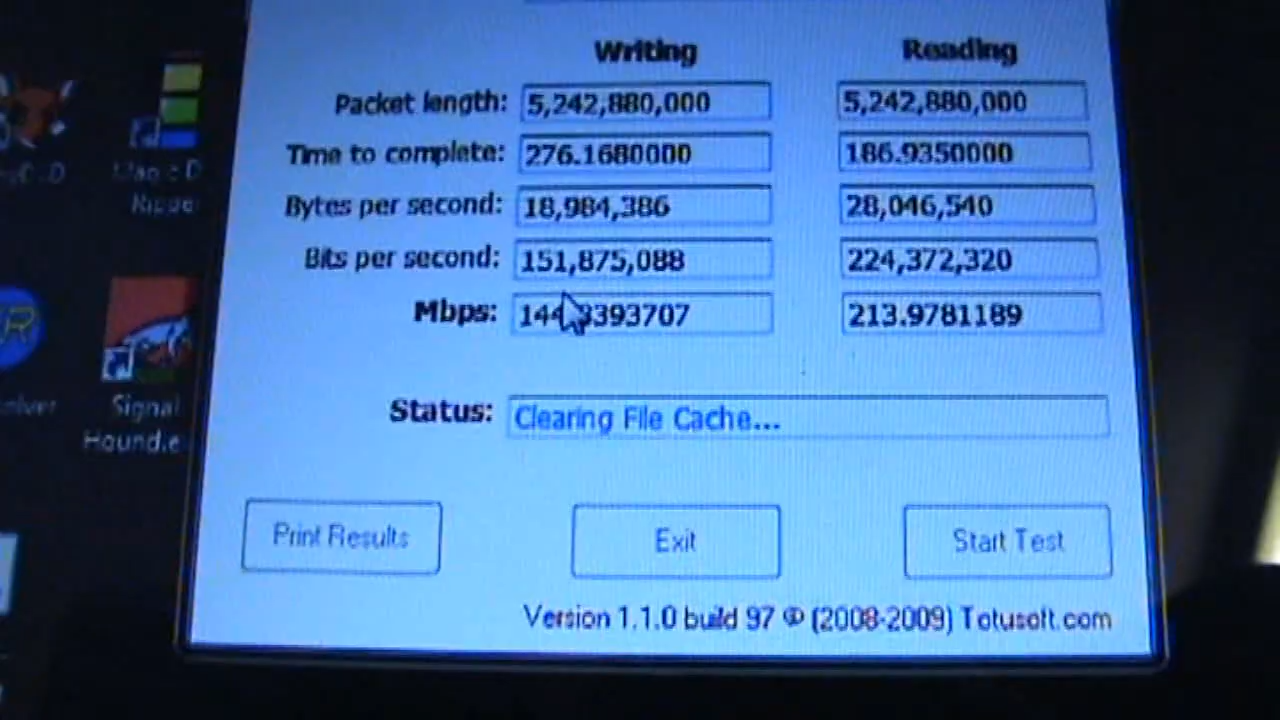 Writing Reading
Packet length: 5,242,880,000 5,242,880,000
Time to complete: 276.1680000 186.9350000
Bytes per second: 18,984,386 28,046,540
Bits per second: 151,875,088 224,372,320
Mbps: 213.9781189
Status: Clearing File Cache...
Signal
Hound.e
Print Results Exit Start Test
Version 1.1.0 build 97 © (2008-2009) Totusoft.com